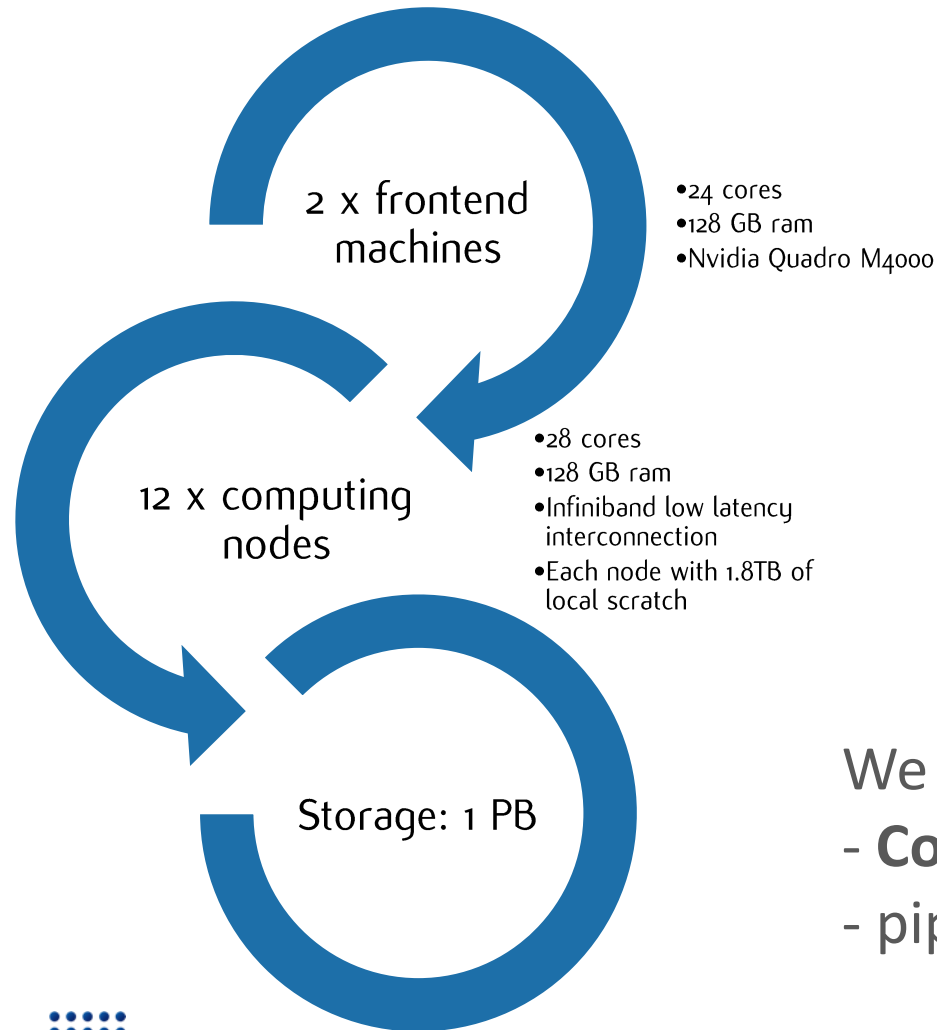 2 x frontend
machines
•24 cores
•128 GB ram
•Nvidia Quadro M4000
12 x computing
nodes
•28 cores
•128 GB ram
•Infiniband low latency
interconnection
•Each node with 1.8TB of
local scratch
Storage: 1 PB
We
- Co
- pip